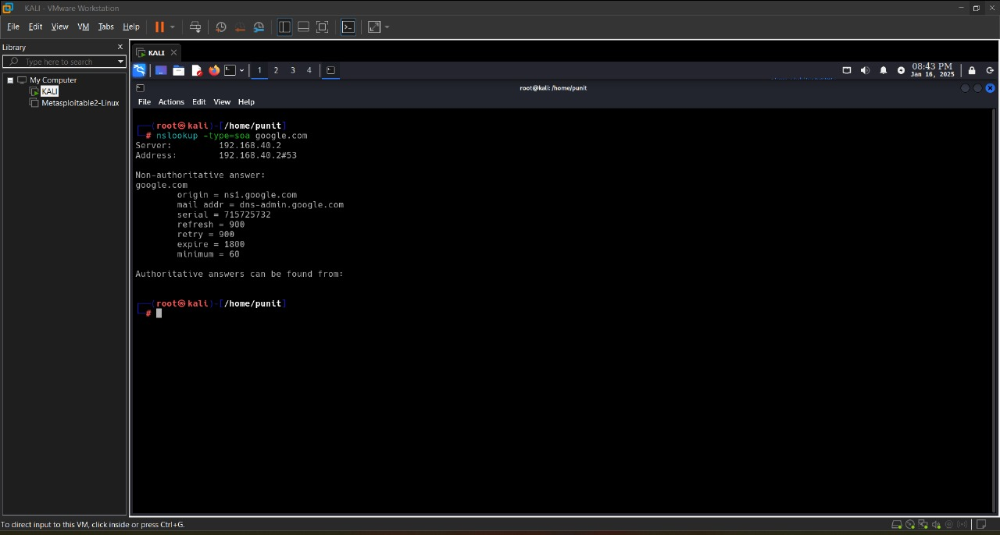 KALI - VMware Workstation
File Edit View VM Tabs Help
Library
Type here to search
My Computer
KALI
Metasploitable2-Linux
KALI
1 2 3 4
08:43 PM
Jan 16, 2025
root@kali: /home/punit
File Actions Edit View Help
(root㉿kali)-[/home/punit]
# nslookup -type=soa google.com
Server: 192.168.40.2
Address: 192.168.40.2#53
Non-authoritative answer:
google.com
origin = ns1.google.com
mail addr = dns-admin.google.com
serial = 715725732
refresh = 900
retry = 900
expire = 1800
minimum = 60
Authoritative answers can be found from:
(root㉿kali)-[/home/punit]
#
To direct input to this VM, click inside or press Ctrl+G.